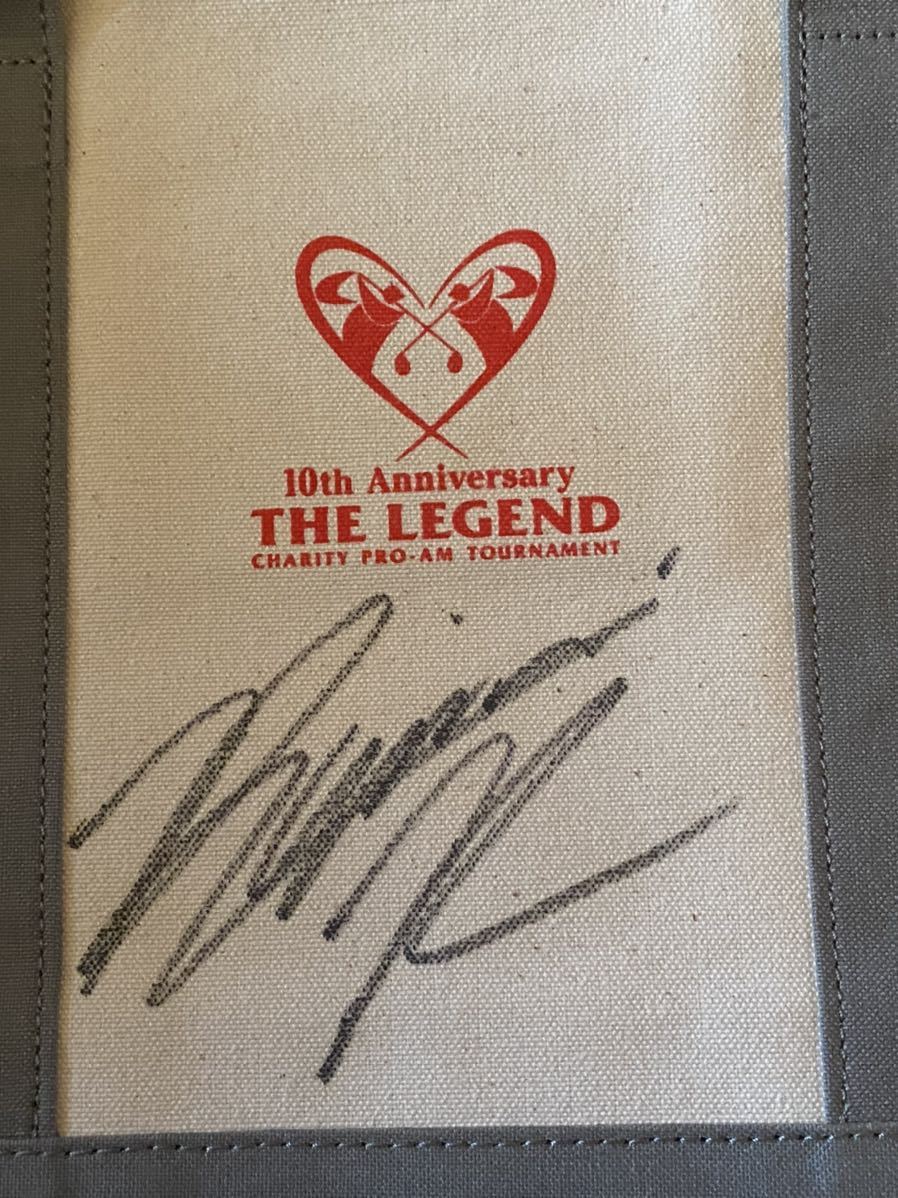 10th Anniversary
THE LEGEND
CHARITY PRO-AM TOURNAMENT